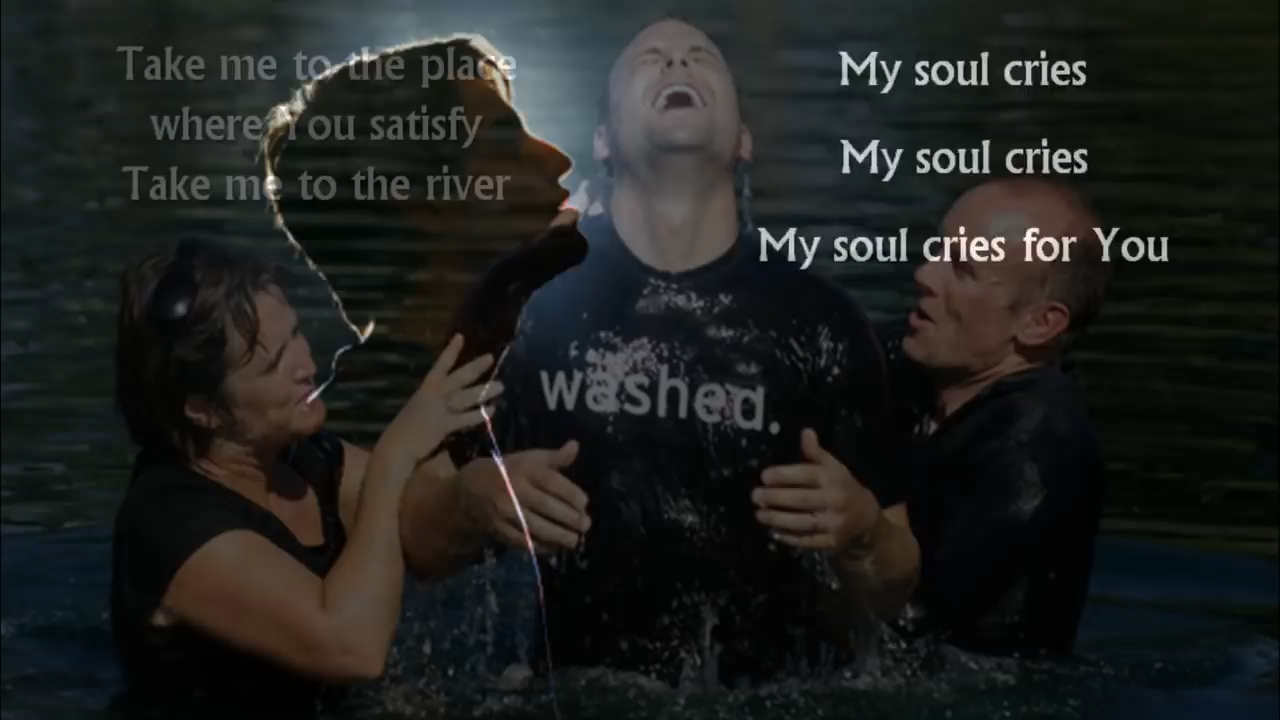 Take me to the place
where You satisfy
Take me to the river
My soul cries
My soul cries
My soul cries for You
washed.